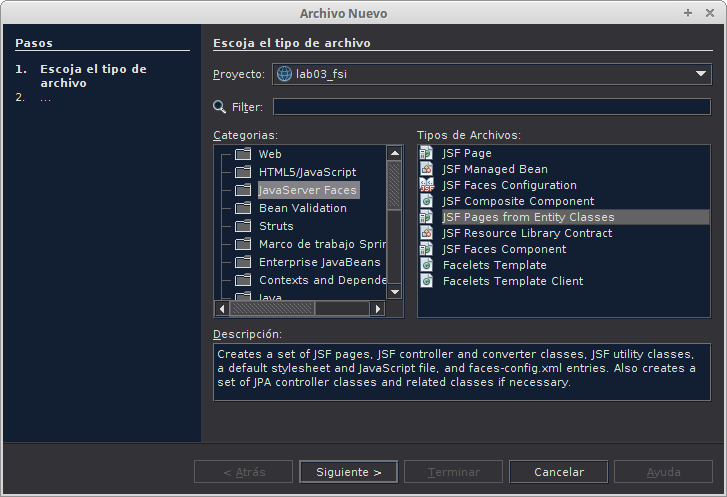 Archivo Nuevo
Pasos
1. Escoja el tipo de
archivo
2. ...
Escoja el tipo de archivo
Proyecto: lab03_fsi
Filter:
Categorías:
Web
HTML5/JavaScript
JavaServer Faces
Bean Validation
Struts
Marco de trabajo Sprin
Enterprise JavaBeans
Contexts and Depende
Java
Tipos de Archivos:
JSF Page
JSF Managed Bean
JSF Faces Configuration
JSF Composite Component
JSF Pages from Entity Classes
JSF Resource Library Contract
JSF Faces Component
Facelets Template
Facelets Template Client
Descripción:
Creates a set of JSF pages, JSF controller and converter classes, JSF utility classes,
a default stylesheet and JavaScript file, and faces-config.xml entries. Also creates a
set of JPA controller classes and related classes if necessary.
< Atrás
Siguiente >
Terminar
Cancelar
Ayuda